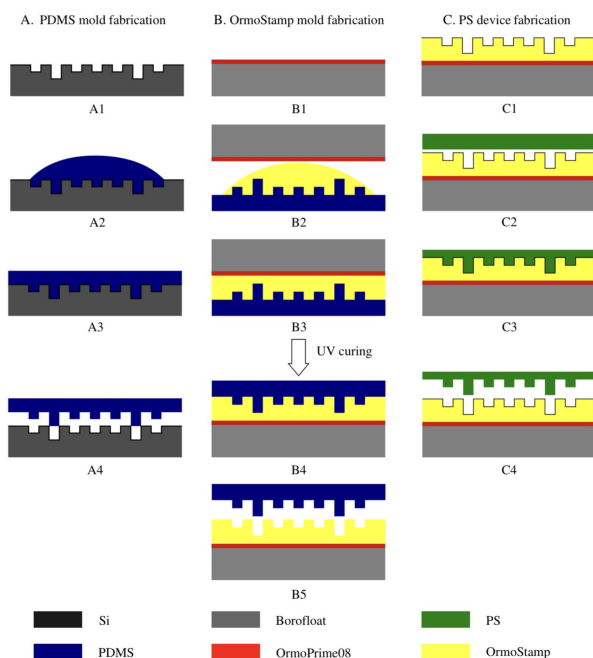 A. PDMS mold fabrication
B. OrmoStamp mold fabrication
C. PS device fabrication
A1
B1
C1
A2
B2
C2
A3
B3
C3
UV curing
A4
B4
C4
B5
Si
Borofloat
PS
PDMS
OrmoPrime08
OrmoStamp